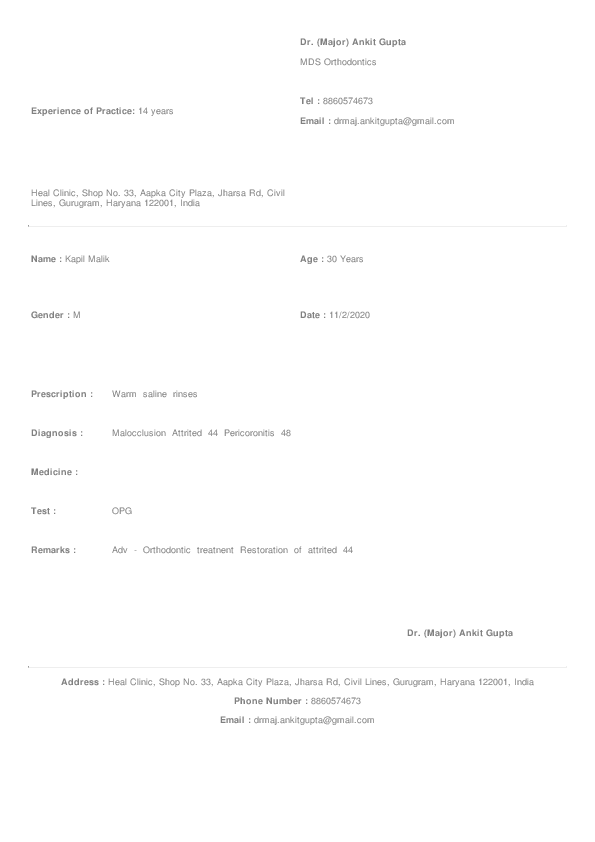 Dr. (Major) Ankit Gupta
MDS Orthodontics
Tel : 8860574673
Experience of Practice: 14 years
Email : drmaj.ankitgupta@gmail.com
Heal Clinic, Shop No. 33, Aapka City Plaza, Jharsa Rd, Civil
Lines, Gurugram, Haryana 122001, India
Name : Kapil Malik Age : 30 Years
Gender : M Date : 11/2/2020
Prescription : Warm saline rinses
Diagnosis : Malocclusion Attrited 44 Pericoronitis 48
Medicine :
Test : OPG
Remarks : Adv - Orthodontic treatnent Restoration of attrited 44
Dr. (Major) Ankit Gupta
Address : Heal Clinic, Shop No. 33, Aapka City Plaza, Jharsa Rd, Civil Lines, Gurugram, Haryana 122001, India
Phone Number : 8860574673
Email : drmaj.ankitgupta@gmail.com